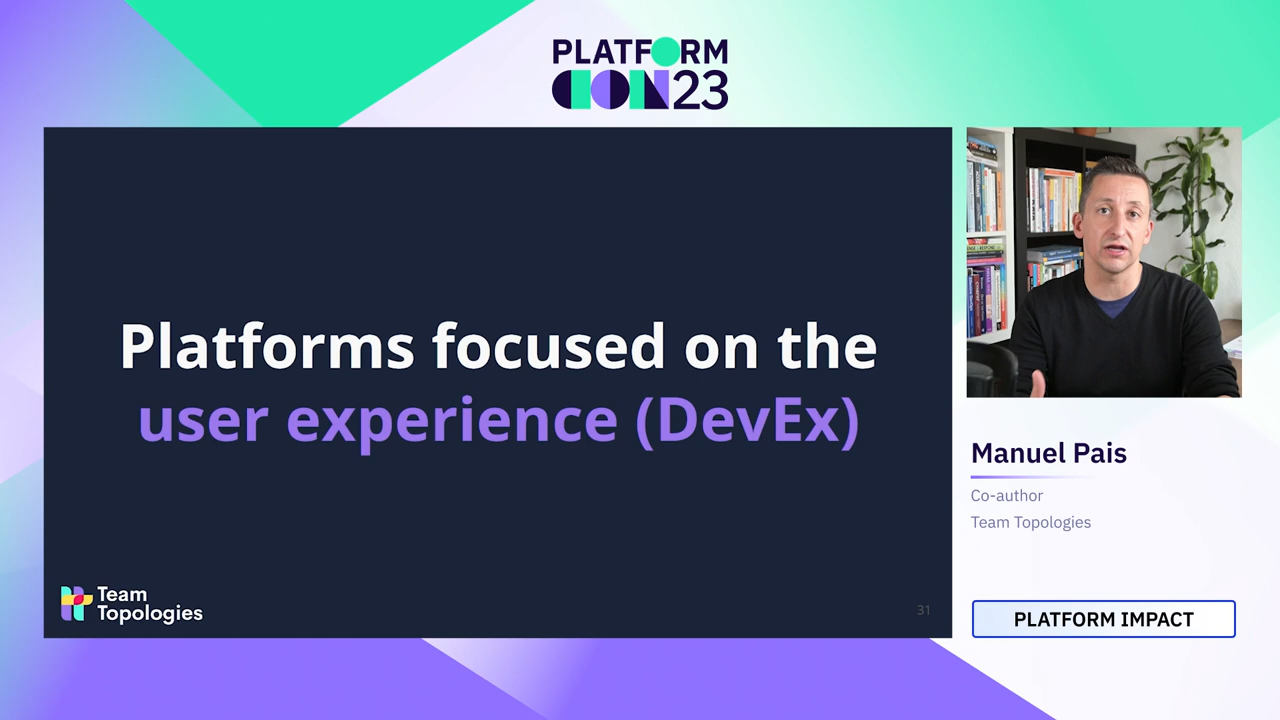 PLATFORM
CON23
Platforms focused on the
user experience (DevEx)
Team
Topologies
31
Manuel Pais
Co-author
Team Topologies
PLATFORM IMPACT